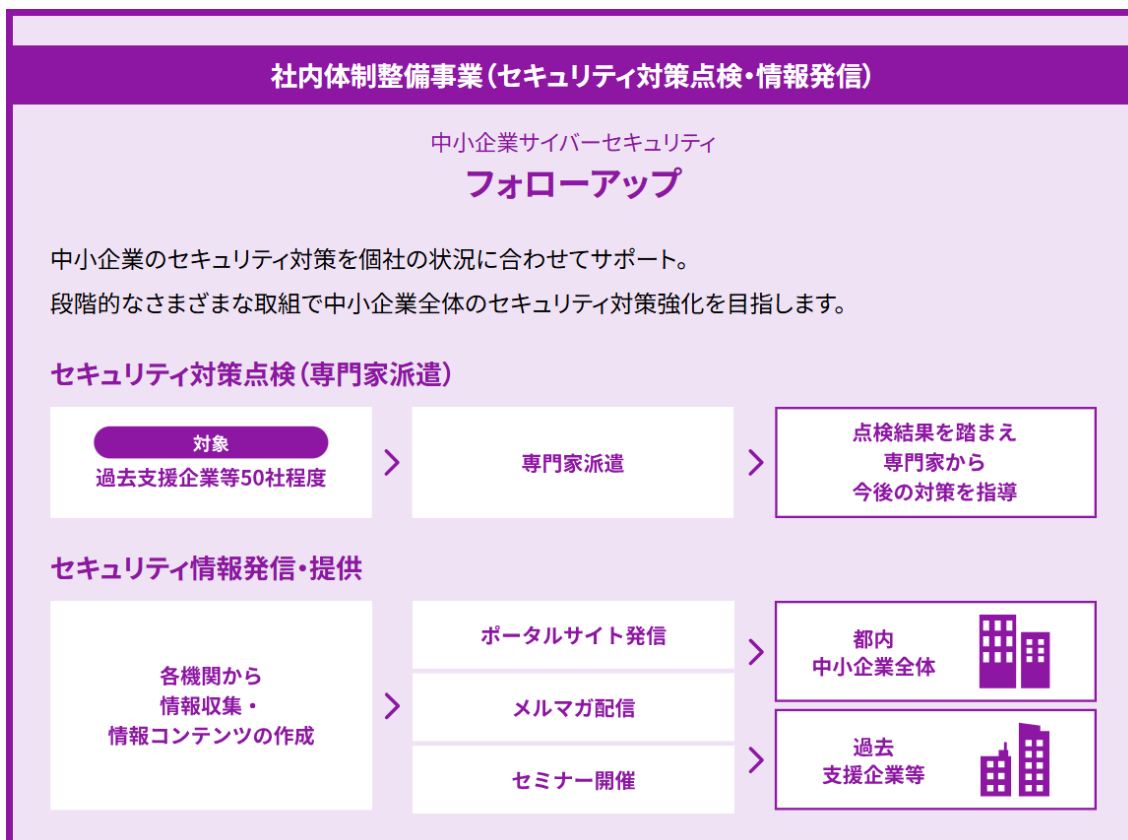 社内体制整備事業（セキュリティ対策点検・情報発信）
中小企業サイバーセキュリティ
フォローアップ
中小企業のセキュリティ対策を個社の状況に合わせてサポート。
段階的なさまざまな取組で中小企業全体のセキュリティ対策強化を目指します。
セキュリティ対策点検（専門家派遣）
対象
過去支援企業等50社程度
専門家派遣
点検結果を踏まえ
専門家から
今後の対策を指導
セキュリティ情報発信・提供
各機関から
情報収集・
情報コンテンツの作成
ポータルサイト発信
メルマガ配信
セミナー開催
都内
中小企業全体
過去
支援企業等